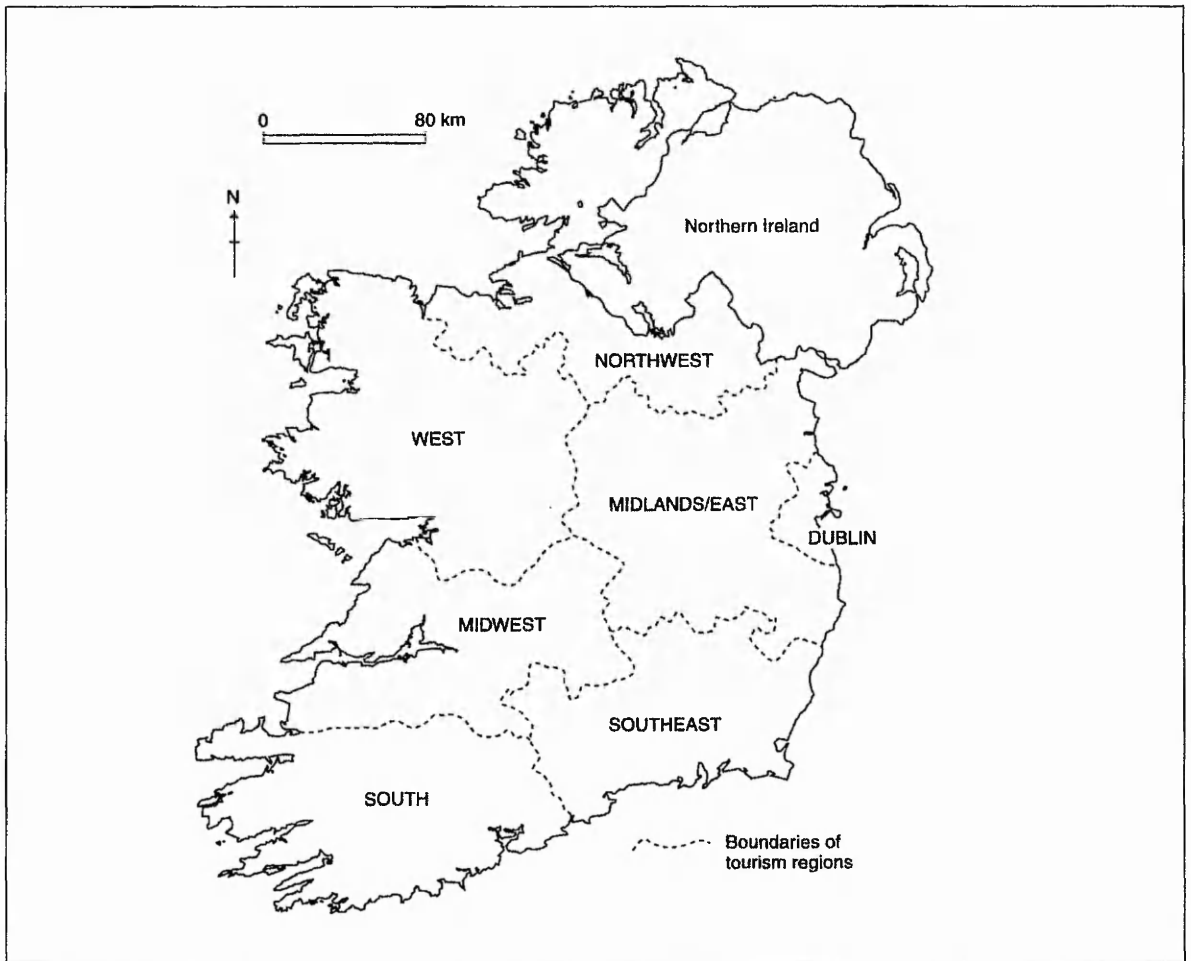 0 80 km
N
Northern Ireland
NORTHWEST
WEST
MIDLANDS/EAST
DUBLIN
MIDWEST
SOUTHEAST
SOUTH
Boundaries of
tourism regions